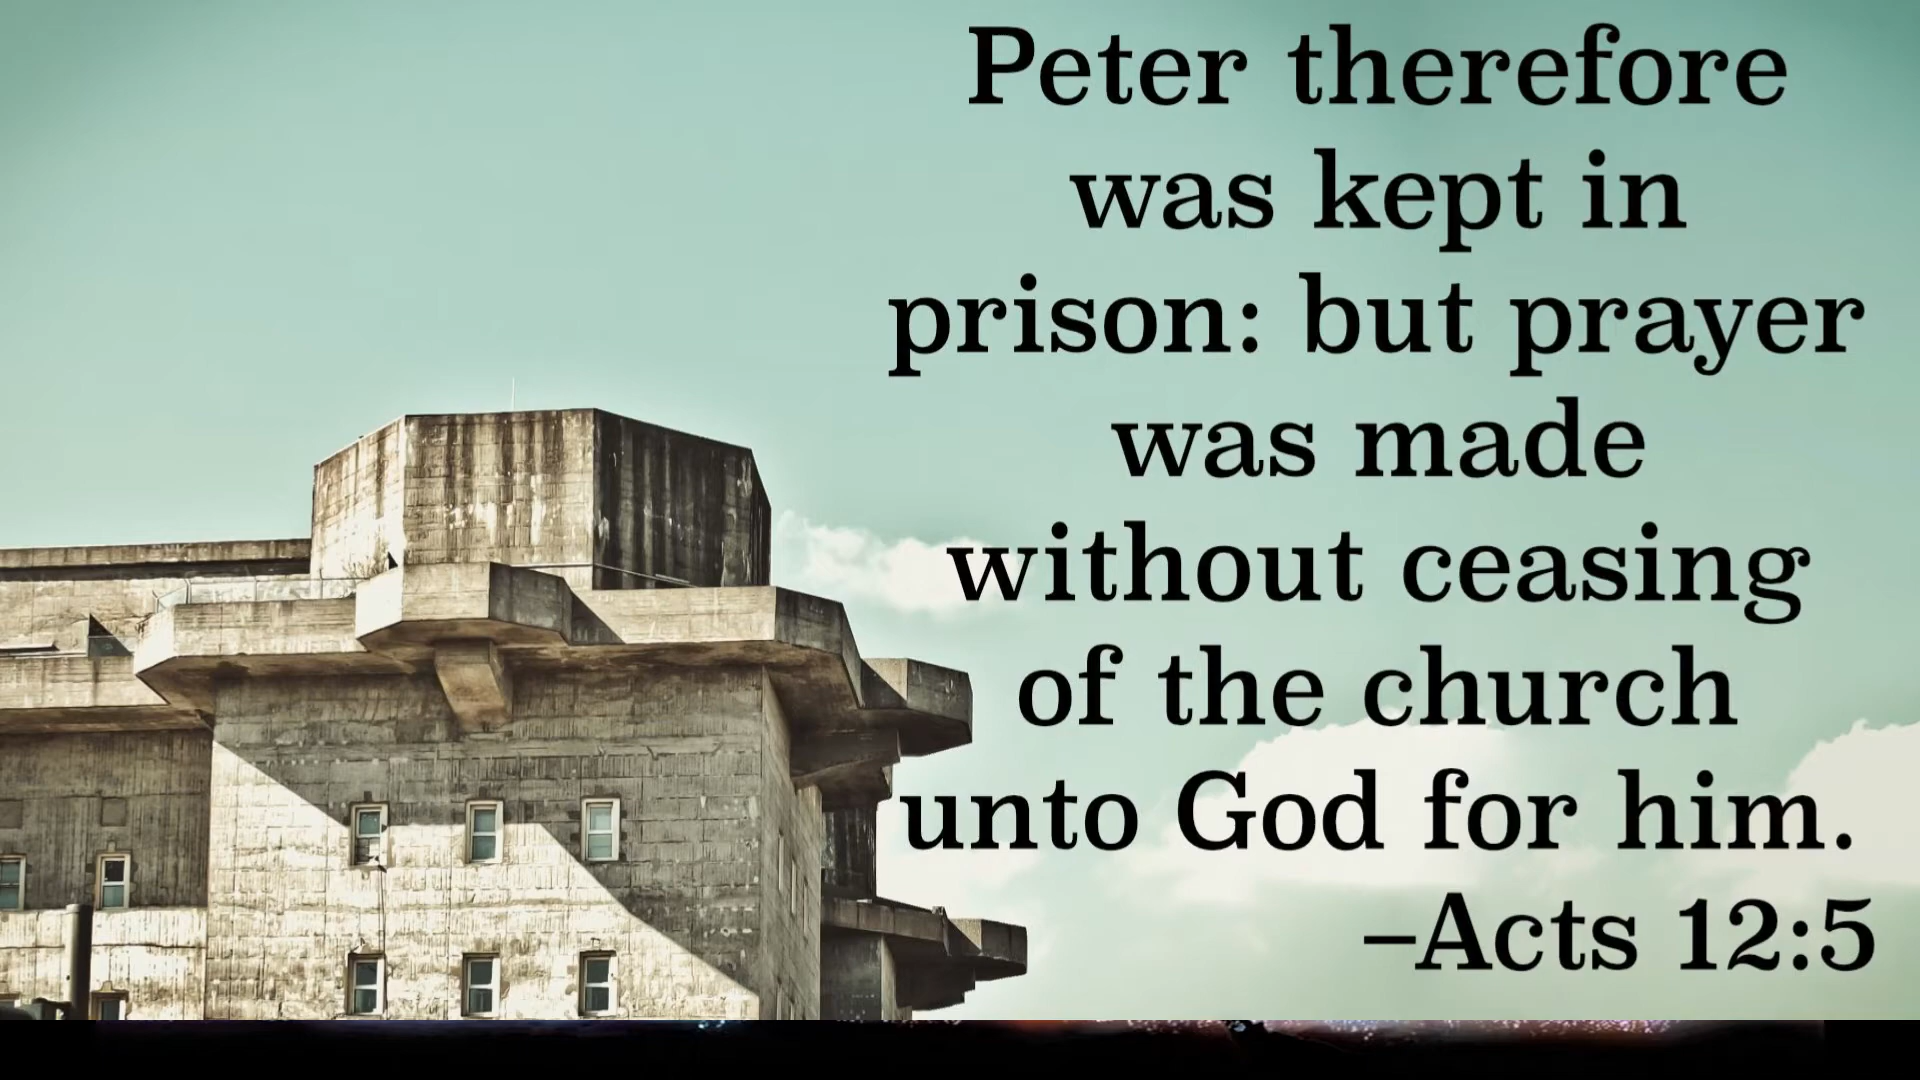 Peter therefore
was kept in
prison: but prayer
was made
without ceasing
of the church
unto God for him.
–Acts 12:5